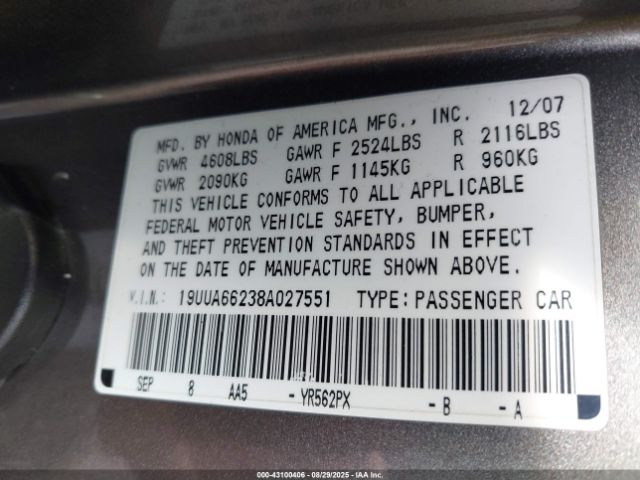 MFD. BY HONDA OF AMERICA MFG., INC. 12/07
GVWR 4608LBS GAWR F 2524LBS R 2116LBS
GVWR 2090KG GAWR F 1145KG R 960KG
THIS VEHICLE CONFORMS TO ALL APPLICABLE
FEDERAL MOTOR VEHICLE SAFETY, BUMPER,
AND THEFT PREVENTION STANDARDS IN EFFECT
ON THE DATE OF MANUFACTURE SHOWN ABOVE.
V.I.N.: 19UUA66238A027551 TYPE:PASSENGER CAR
SEP 8 AA5 -YR562PX -B -A
000-43100406 * 08/29/2025 * IAAI.COM